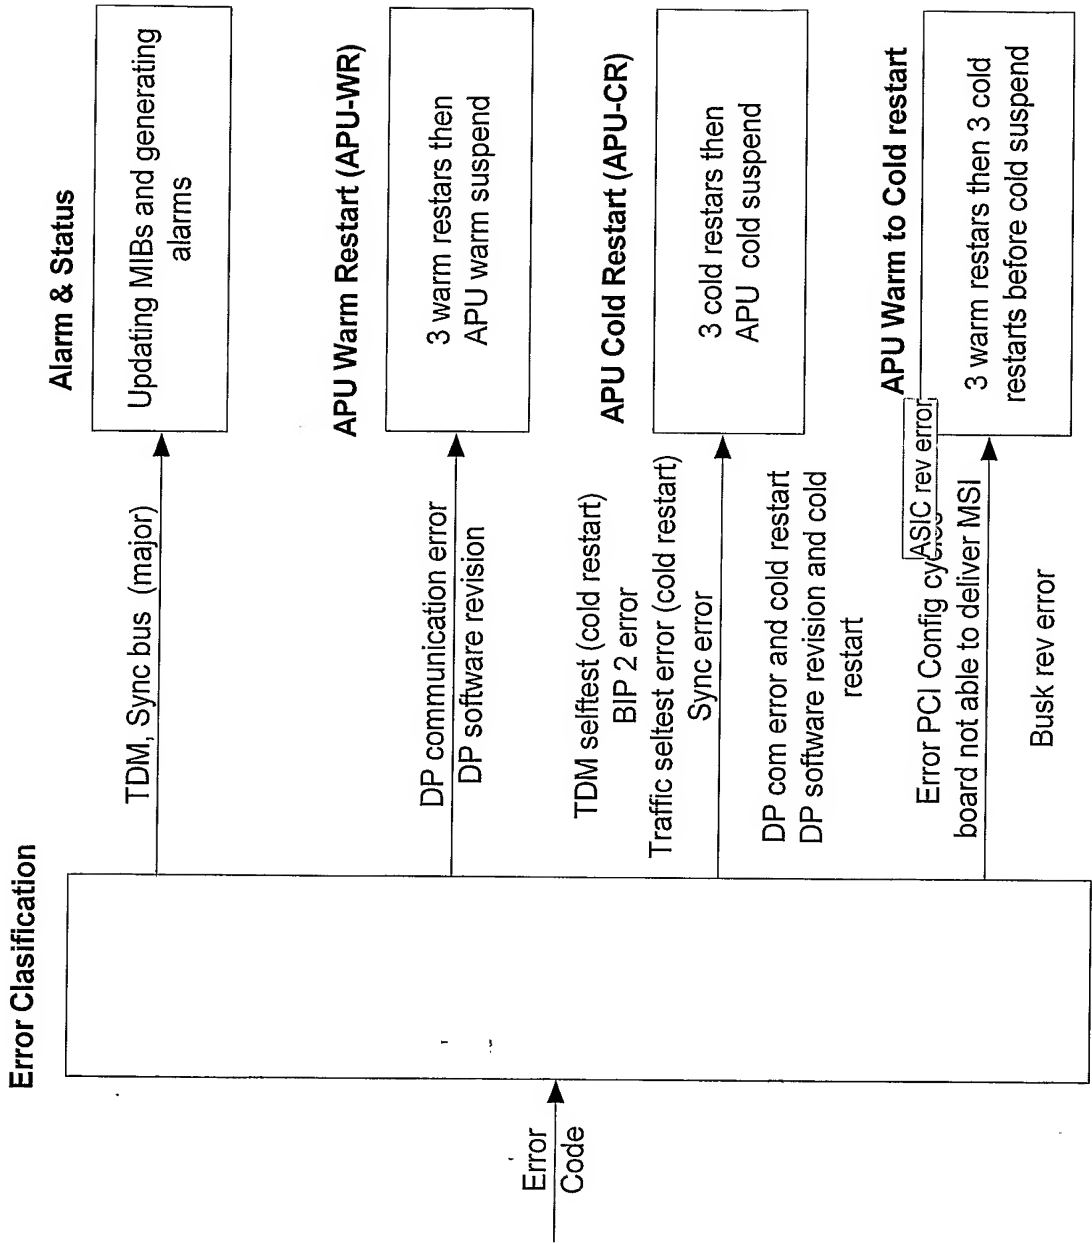 Error Clasification
Error
Code
Alarm & Status
TDM, Sync bus (major)
Updating MIBs and generating
alarms
APU Warm Restart (APU-WR)
DP communication error
DP software revision
3 warm restars then
APU warm suspend
APU Cold Restart (APU-CR)
TDM selftest (cold restart)
BIP 2 error
Traffic seltest error (cold restart)
Sync error
DP com error and cold restart
DP software revision and cold
restart
3 cold restars then
APU cold suspend
APU Warm to Cold restart
ASIC rev error
Error PCI Config cycles
board not able to deliver MSI
Busk rev error
3 warm restars then 3 cold
restars before cold suspend